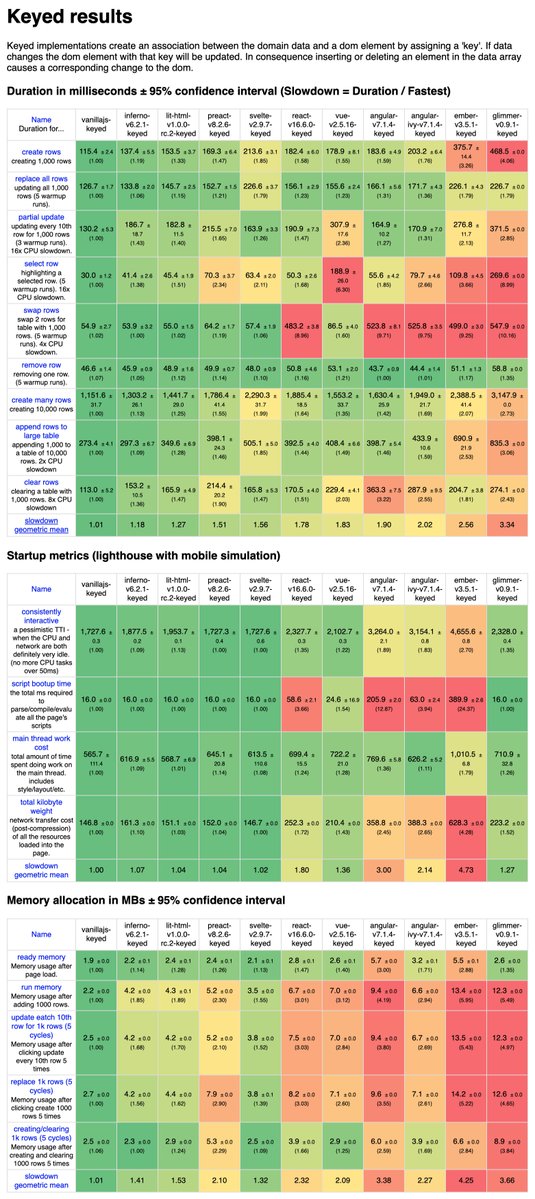 Keyed results
Keyed implementations create an association between the domain data and a dom element by assigning a 'key'. If data
changes the dom element with that key will be updated. In consequence inserting or deleting an element in the data array
causes a corresponding change to the dom.
Duration in milliseconds ± 95% confidence interval (Slowdown = Duration / Fastest)
Name Duration for... vanillajs-keyed inferno-v6.2.1-keyed lit-html-v1.0.0-rc.2-keyed preact-v8.2.6-keyed svelte-v2.9.7-keyed react-v16.6.0-keyed vue-v2.5.16-keyed angular-v7.1.4-keyed angular-ivy-v7.1.4-keyed ember-v3.5.1-keyed glimmer-v0.9.1-keyed
create rows creating 1,000 rows 115.4 ± 2.4 (1.00) 137.4 ± 5.5 (1.19) 153.5 ± 3.7 (1.33) 169.3 ± 6.4 (1.47) 213.6 ± 3.1 (1.85) 182.4 ± 6.0 (1.58) 178.9 ± 8.1 (1.55) 183.6 ± 4.9 (1.59) 203.2 ± 6.4 (1.76) 375.7 ± 14.4 (3.26) 468.5 ± 0.0 (4.06)
replace all rows updating all 1,000 rows (5 warmup runs). 126.7 ± 1.7 (1.00) 133.8 ± 2.0 (1.06) 145.7 ± 2.5 (1.15) 152.7 ± 1.5 (1.21) 226.6 ± 3.7 (1.79) 156.1 ± 2.9 (1.23) 155.6 ± 2.4 (1.23) 166.1 ± 5.6 (1.31) 171.7 ± 4.3 (1.36) 211.9 ± 7.3 (1.67) 226.7 ± 0.0 (1.79)
partial update updating every 10th row for 1,000 rows (3 warmup runs). 16x CPU slowdown. 130.2 ± 5.3 (1.00) 186.7 ± 18.7 (1.43) 182.8 ± 11.5 (1.40) 215.5 ± 7.0 (1.65) 163.9 ± 3.3 (1.26) 190.9 ± 7.3 (1.47) 307.9 ± 17.6 (2.36) 164.9 ± 10.2 (1.27) 170.9 ± 7.0 (1.31) 276.8 ± 11.7 (2.13) 371.5 ± 0.0 (2.85)
select row highlighting a selected row. (5 warmup runs). 16x CPU slowdown. 30.0 ± 1.2 (1.00) 41.4 ± 2.6 (1.38) 45.4 ± 1.9 (1.51) 70.3 ± 3.7 (2.34) 63.4 ± 2.0 (2.11) 50.3 ± 2.6 (1.68) 188.9 ± 26.0 (6.30) 55.6 ± 4.2 (1.85) 79.7 ± 4.6 (2.66) 109.8 ± 4.5 (3.66) 269.6 ± 0.0 (8.99)
swap rows swap 2 rows for table with 1,000 rows. (5 warmup runs). 4x CPU slowdown. 54.9 ± 2.7 (1.02) 53.9 ± 3.2 (1.00) 55.0 ± 1.5 (1.02) 64.2 ± 1.7 (1.19) 57.4 ± 1.9 (1.06) 483.2 ± 3.8 (8.96) 86.5 ± 4.0 (1.60) 523.8 ± 8.1 (9.71) 525.8 ± 3.5 (9.75) 499.0 ± 3.0 (9.25) 547.9 ± 0.0 (10.16)
remove row removing one row. (5 warmup runs). 46.6 ± 1.4 (1.07) 45.9 ± 0.9 (1.05) 48.9 ± 1.6 (1.12) 49.9 ± 0.7 (1.14) 48.0 ± 0.9 (1.10) 50.8 ± 4.6 (1.16) 53.1 ± 2.0 (1.21) 43.7 ± 0.9 (1.00) 44.4 ± 1.4 (1.01) 51.1 ± 1.3 (1.17) 58.8 ± 0.0 (1.35)
create many rows creating 10,000 rows 1,151.6 ± 31.7 (1.00) 1,303.2 ± 26.1 (1.13) 1,441.7 ± 29.0 (1.25) 1,786.4 ± 41.4 (1.55) 2,290.3 ± 31.7 (1.99) 1,885.4 ± 18.5 (1.64) 1,553.2 ± 33.7 (1.35) 1,630.4 ± 25.9 (1.42) 1,949.0 ± 21.7 (1.69) 2,388.5 ± 41.4 (2.07) 3,147.9 ± 0.0 (2.73)
append rows to large table appending 1,000 to a table of 10,000 rows. 2x CPU slowdown 273.4 ± 4.1 (1.00) 297.3 ± 6.7 (1.09) 349.6 ± 6.9 (1.28) 398.1 ± 24.3 (1.46) 505.1 ± 5.0 (1.85) 392.5 ± 4.0 (1.44) 408.4 ± 6.6 (1.49) 398.7 ± 5.4 (1.46) 433.9 ± 10.6 (1.59) 690.9 ± 21.9 (2.53) 835.3 ± 0.0 (3.06)
clear rows clearing a table with 1,000 rows. 8x CPU slowdown 113.0 ± 5.2 (1.00) 153.2 ± 10.5 (1.36) 165.9 ± 4.9 (1.47) 214.4 ± 20.2 (1.90) 165.8 ± 5.3 (1.47) 170.5 ± 4.0 (1.51) 229.4 ± 4.1 (2.03) 363.3 ± 7.5 (3.22) 287.9 ± 9.5 (2.55) 204.7 ± 3.8 (1.81) 274.1 ± 0.0 (2.43)
slowdown geometric mean 1.01 1.18 1.27 1.51 1.56 1.78 1.83 1.90 2.02 2.56 3.34
Startup metrics (lighthouse with mobile simulation)
Name vanillajs-keyed inferno-v6.2.1-keyed lit-html-v1.0.0-rc.2-keyed preact-v8.2.6-keyed svelte-v2.9.7-keyed react-v16.6.0-keyed vue-v2.5.16-keyed angular-v7.1.4-keyed angular-ivy-v7.1.4-keyed ember-v3.5.1-keyed glimmer-v0.9.1-keyed
consistently interactive a pessimistic TTI - when the CPU and network are both definitely very idle. (no more CPU tasks over 50ms) 1,727.6 ± 0.3 (1.00) 1,877.5 ± 0.2 (1.09) 1,953.7 ± 0.1 (1.13) 1,727.3 ± 0.4 (1.00) 1,727.6 ± 0.6 (1.00) 2,327.7 ± 0.3 (1.35) 2,102.7 ± 0.3 (1.22) 3,264.0 ± 2.1 (1.89) 3,154.1 ± 0.8 (1.83) 4,655.6 ± 0.8 (2.70) 2,328.0 ± 0.4 (1.35)
script bootup time the total ms required to parse/compile/evaluate all the page's scripts 16.0 ± 0.0 (1.00) 16.0 ± 0.0 (1.00) 16.0 ± 0.0 (1.00) 16.0 ± 0.0 (1.00) 16.0 ± 0.0 (1.00) 58.6 ± 2.1 (3.66) 24.6 ± 16.9 (1.54) 205.9 ± 2.0 (12.87) 63.0 ± 2.4 (3.94) 389.9 ± 2.6 (24.37) 16.0 ± 0.0 (1.00)
main thread work cost total amount of time spent doing work on the main thread. includes style/layout/etc. 565.7 ± 111.4 (1.00) 616.9 ± 5.5 (1.09) 568.7 ± 6.9 (1.01) 645.1 ± 20.8 (1.14) 613.5 ± 110.6 (1.08) 699.4 ± 15.5 (1.24) 722.2 ± 21.0 (1.28) 769.6 ± 5.8 (1.36) 626.2 ± 5.2 (1.11) 1,010.5 ± 6.8 (1.79) 710.9 ± 32.8 (1.26)
total kilobyte weight network transfer cost (post-compression) of all the resources loaded into the page. 146.8 ± 0.0 (1.00) 161.3 ± 0.0 (1.10) 151.1 ± 0.0 (1.03) 152.0 ± 0.0 (1.04) 146.7 ± 0.0 (1.00) 252.3 ± 0.0 (1.72) 210.4 ± 0.0 (1.43) 358.8 ± 0.0 (2.45) 388.3 ± 0.0 (2.65) 628.3 ± 0.0 (4.28) 223.2 ± 0.0 (1.52)
slowdown geometric mean 1.00 1.07 1.04 1.04 1.02 1.80 1.36 3.00 2.14 4.73 1.27
Memory allocation in MBs ± 95% confidence interval
Name vanillajs-keyed inferno-v6.2.1-keyed lit-html-v1.0.0-rc.2-keyed preact-v8.2.6-keyed svelte-v2.9.7-keyed react-v16.6.0-keyed vue-v2.5.16-keyed angular-v7.1.4-keyed angular-ivy-v7.1.4-keyed ember-v3.5.1-keyed glimmer-v0.9.1-keyed
ready memory Memory usage after page load. 1.9 ± 0.0 (1.00) 2.2 ± 0.1 (1.14) 2.4 ± 0.1 (1.28) 2.4 ± 0.1 (1.26) 2.1 ± 0.1 (1.13) 2.8 ± 0.1 (1.47) 2.6 ± 0.1 (1.40) 5.7 ± 0.0 (3.00) 3.2 ± 0.1 (1.71) 5.5 ± 0.1 (2.88) 2.6 ± 0.0 (1.35)
run memory Memory usage after adding 1000 rows. 2.2 ± 0.0 (1.00) 4.2 ± 0.0 (1.85) 4.3 ± 0.1 (1.89) 5.2 ± 0.0 (2.30) 3.5 ± 0.0 (1.55) 6.7 ± 0.0 (3.01) 7.0 ± 0.0 (3.12) 9.4 ± 0.0 (4.19) 6.6 ± 0.0 (2.94) 13.4 ± 0.0 (5.95) 12.3 ± 0.0 (5.49)
update eatch 10th row for 1k rows (5 cycles) Memory usage after clicking update every 10th row 5 times 2.5 ± 0.0 (1.00) 4.2 ± 0.0 (1.68) 4.2 ± 0.0 (1.70) 5.2 ± 0.0 (2.10) 3.8 ± 0.0 (1.52) 7.5 ± 0.0 (3.03) 7.0 ± 0.0 (2.84) 9.4 ± 0.0 (3.80) 6.7 ± 0.0 (2.69) 13.5 ± 0.0 (5.43) 12.3 ± 0.0 (4.97)
replace 1k rows (5 cycles) Memory usage after clicking create 1000 rows 5 times 2.7 ± 0.0 (1.00) 4.2 ± 0.0 (1.56) 4.4 ± 0.0 (1.62) 7.9 ± 0.0 (2.90) 3.8 ± 0.1 (1.39) 8.2 ± 0.0 (3.03) 7.1 ± 0.0 (2.60) 9.6 ± 0.0 (3.55) 7.1 ± 0.0 (2.61) 14.2 ± 0.0 (5.22) 12.6 ± 0.0 (4.65)
creating/clearing 1k rows (5 cycles) Memory usage after creating and clearing 1000 rows 5 times 2.5 ± 0.0 (1.06) 2.3 ± 0.0 (1.00) 2.9 ± 0.0 (1.24) 5.3 ± 0.0 (2.29) 2.5 ± 0.0 (1.09) 3.9 ± 0.0 (1.66) 2.9 ± 0.0 (1.25) 6.0 ± 0.0 (2.59) 3.9 ± 0.0 (1.69) 6.6 ± 0.0 (2.84) 8.9 ± 0.0 (3.84)
slowdown geometric mean 1.01 1.41 1.53 2.10 1.32 2.32 2.09 3.38 2.27 4.25 3.66